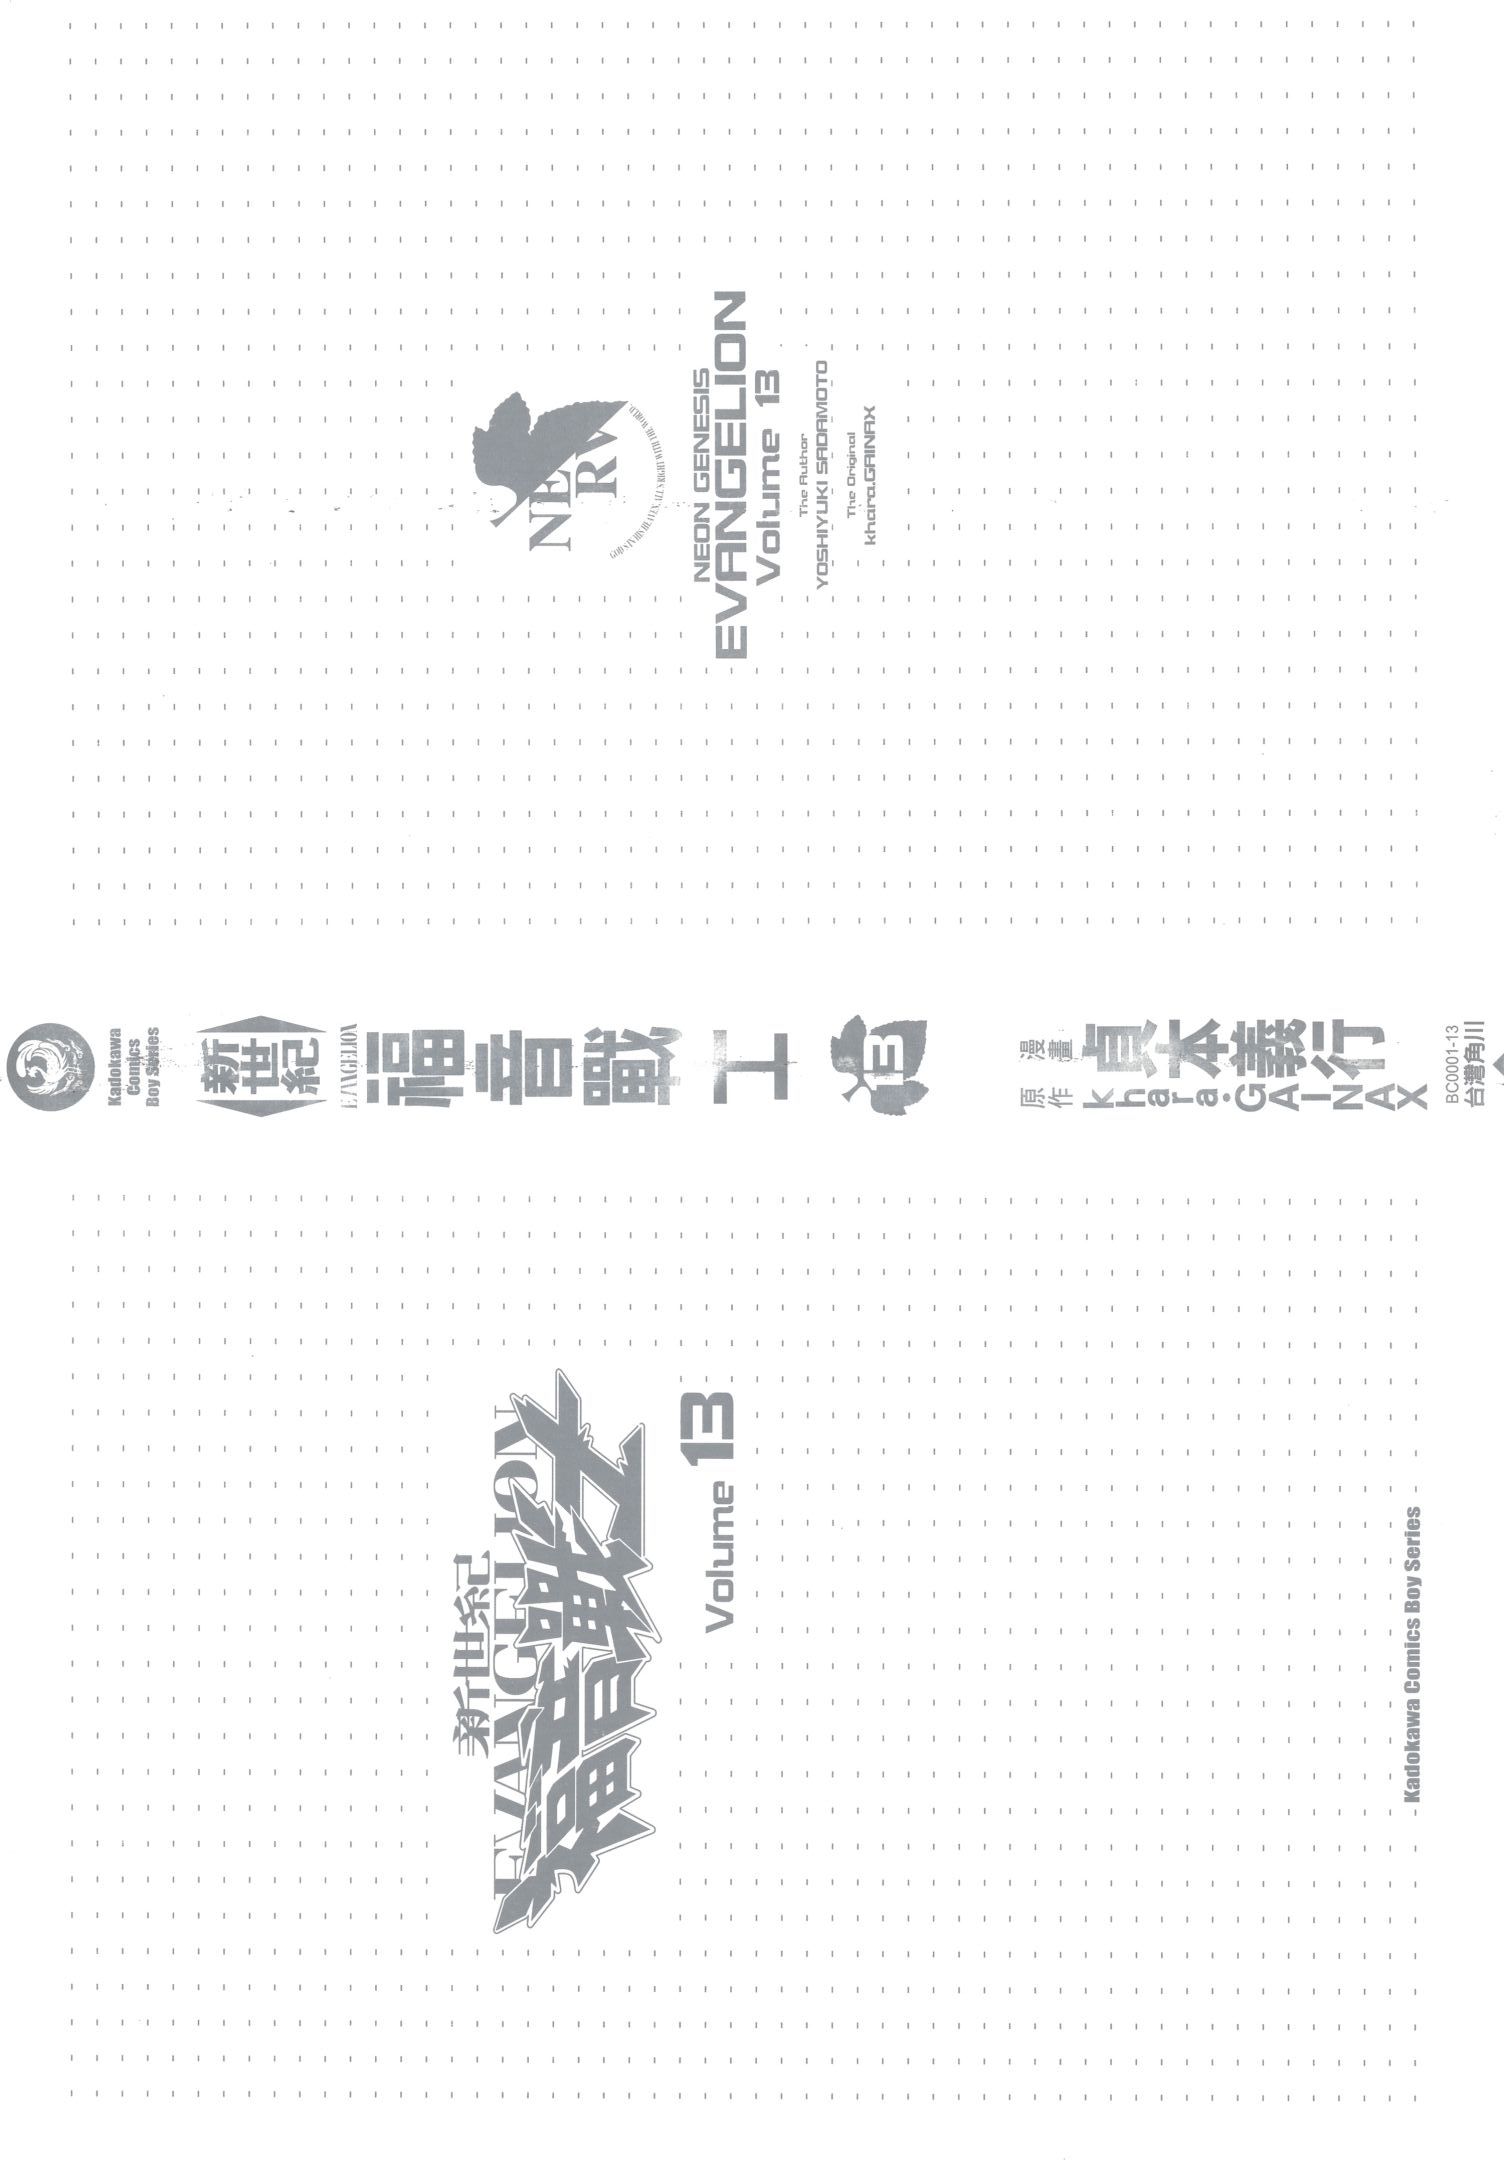 NERV
GOD'S IN HIS HEAVEN, ALL'S RIGHT WITH THE WORLD.
NEON GENESIS
EVANGELION
Volume 13
The Author
YOSHIYUKI SADAMOTO
The Original
khara.GAINAX
Kadokawa
Comics
Boy Series
新世紀
EVANGELION
福音戰士
13
漫畫
貞本義行
原作
khara.GAINAX
BC0001-13
台灣角川
新世紀
EVANGELION
福音戰士
Volume 13
Kadokawa Comics Boy Series